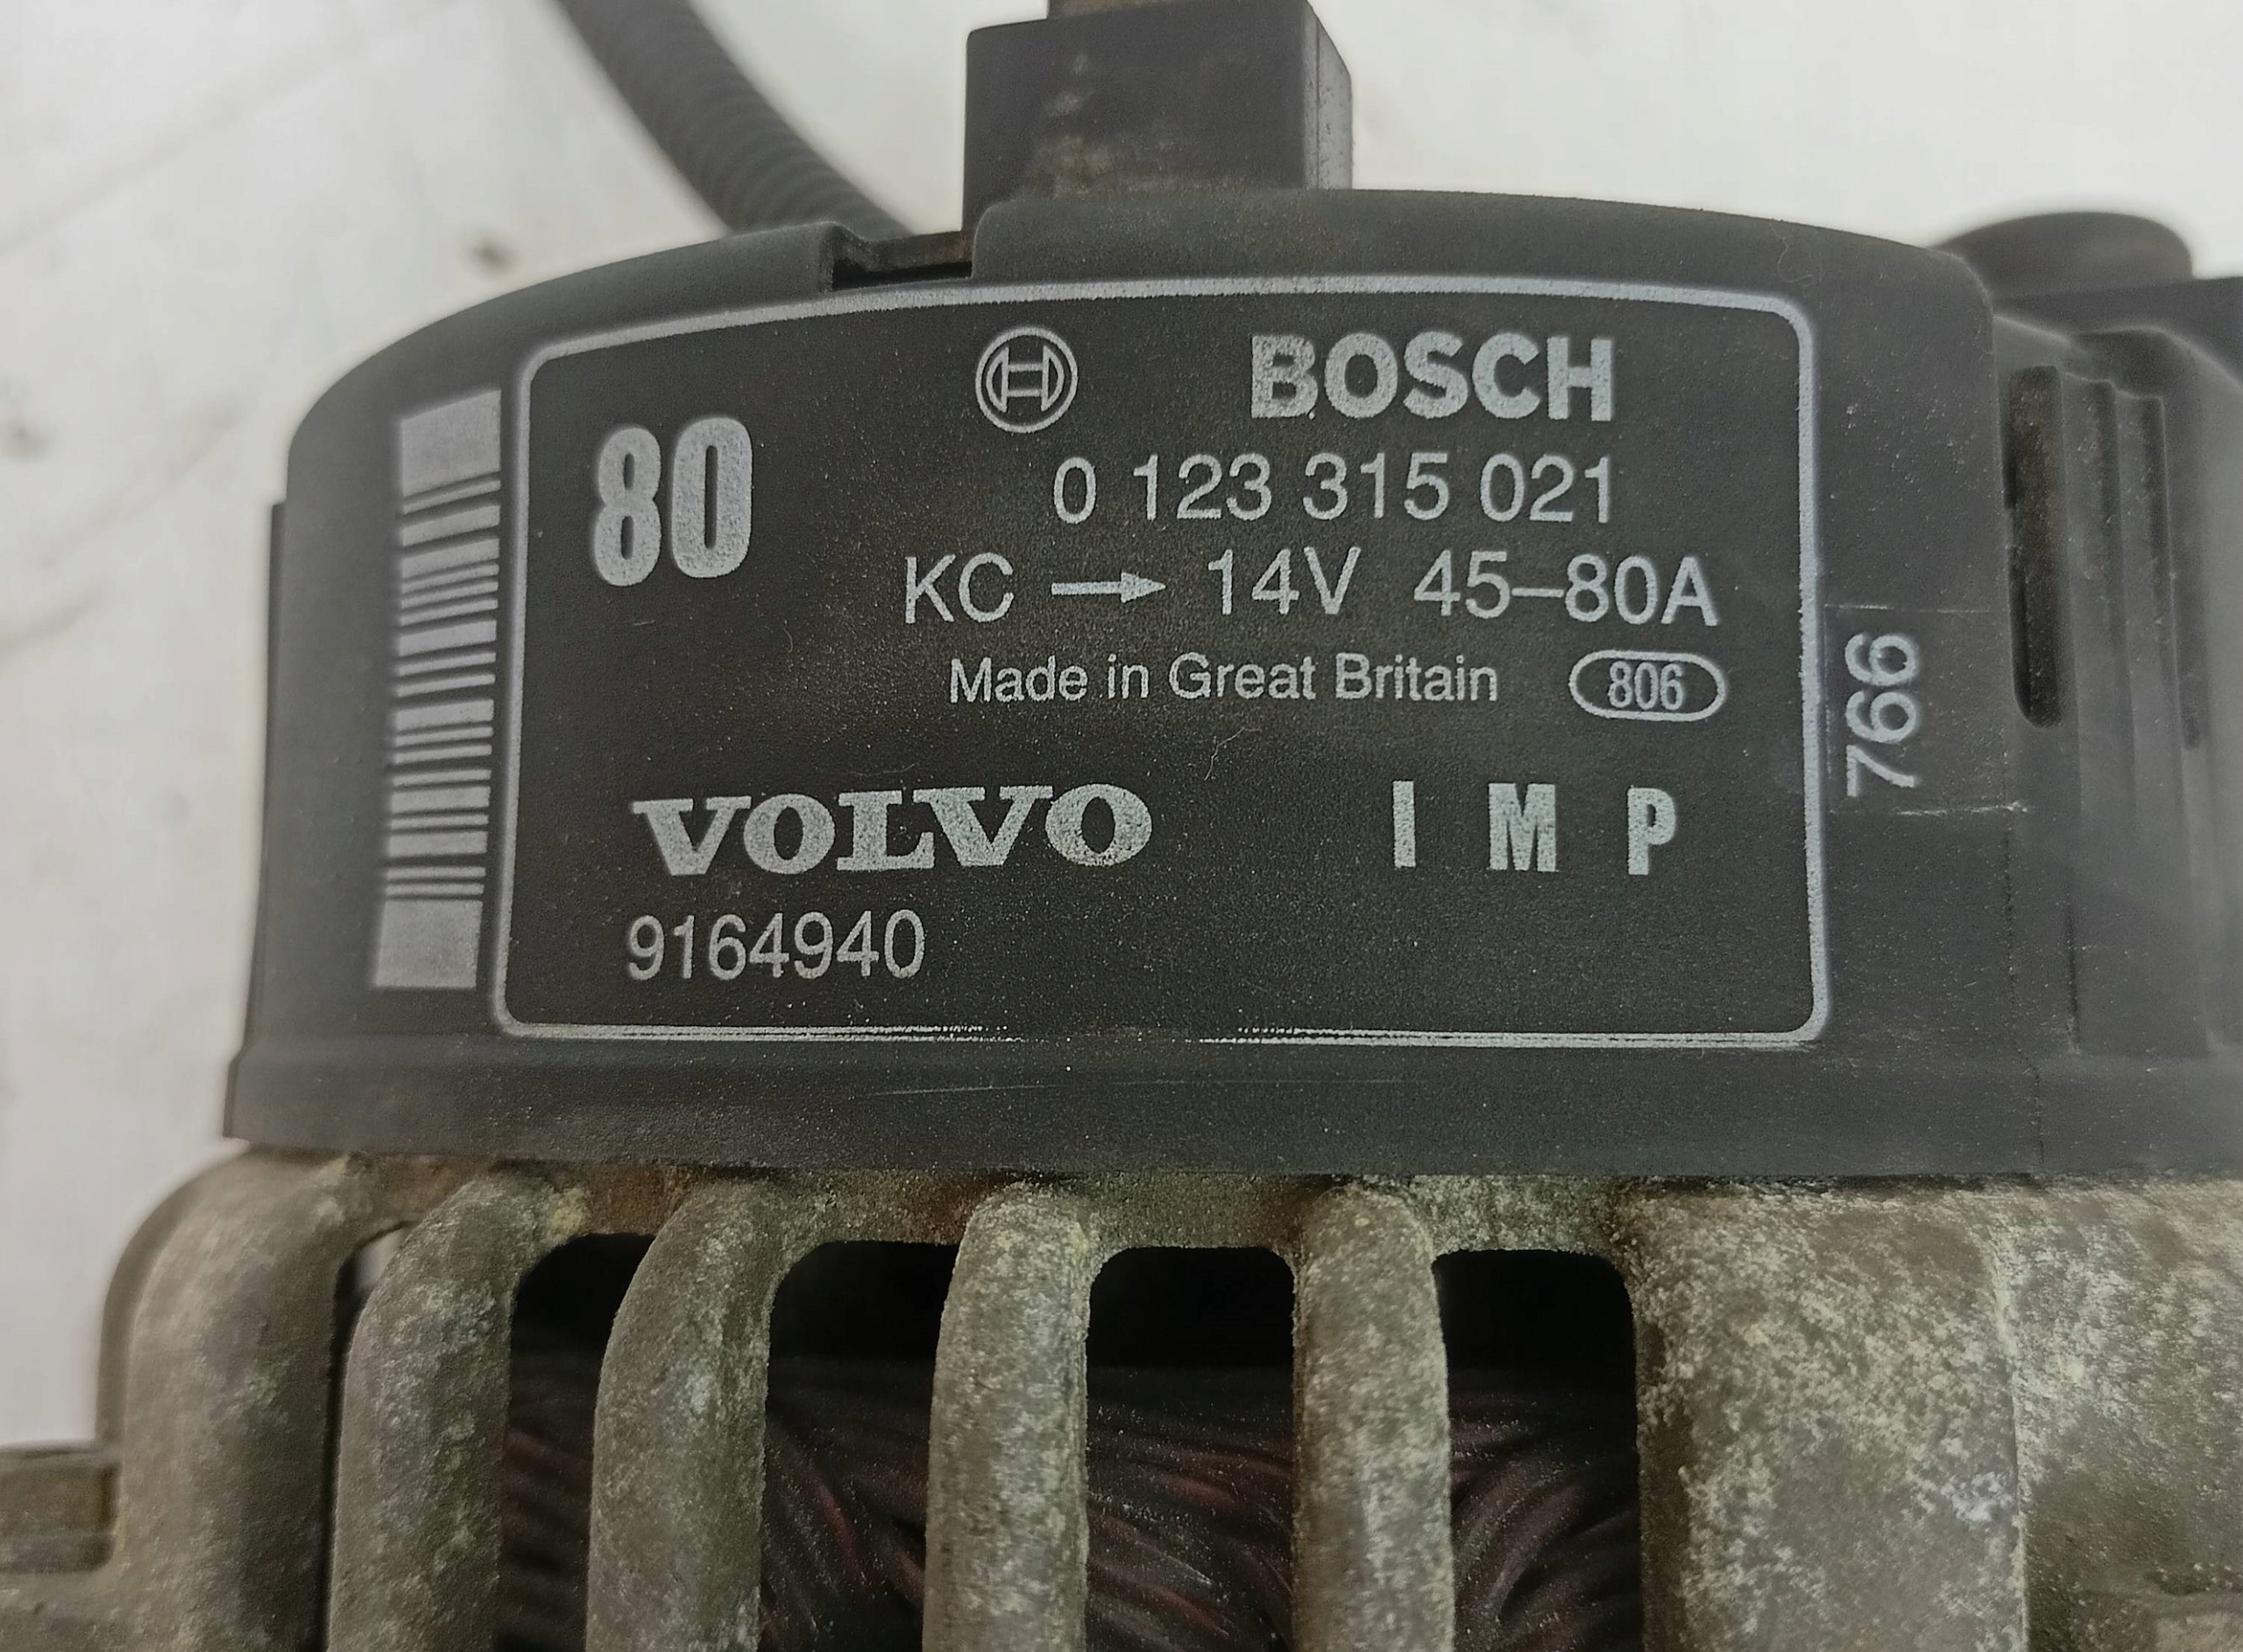 80
BOSCH
0 123 315 021
KC → 14V 45–80A
Made in Great Britain 806
VOLVO I M P
9164940
766